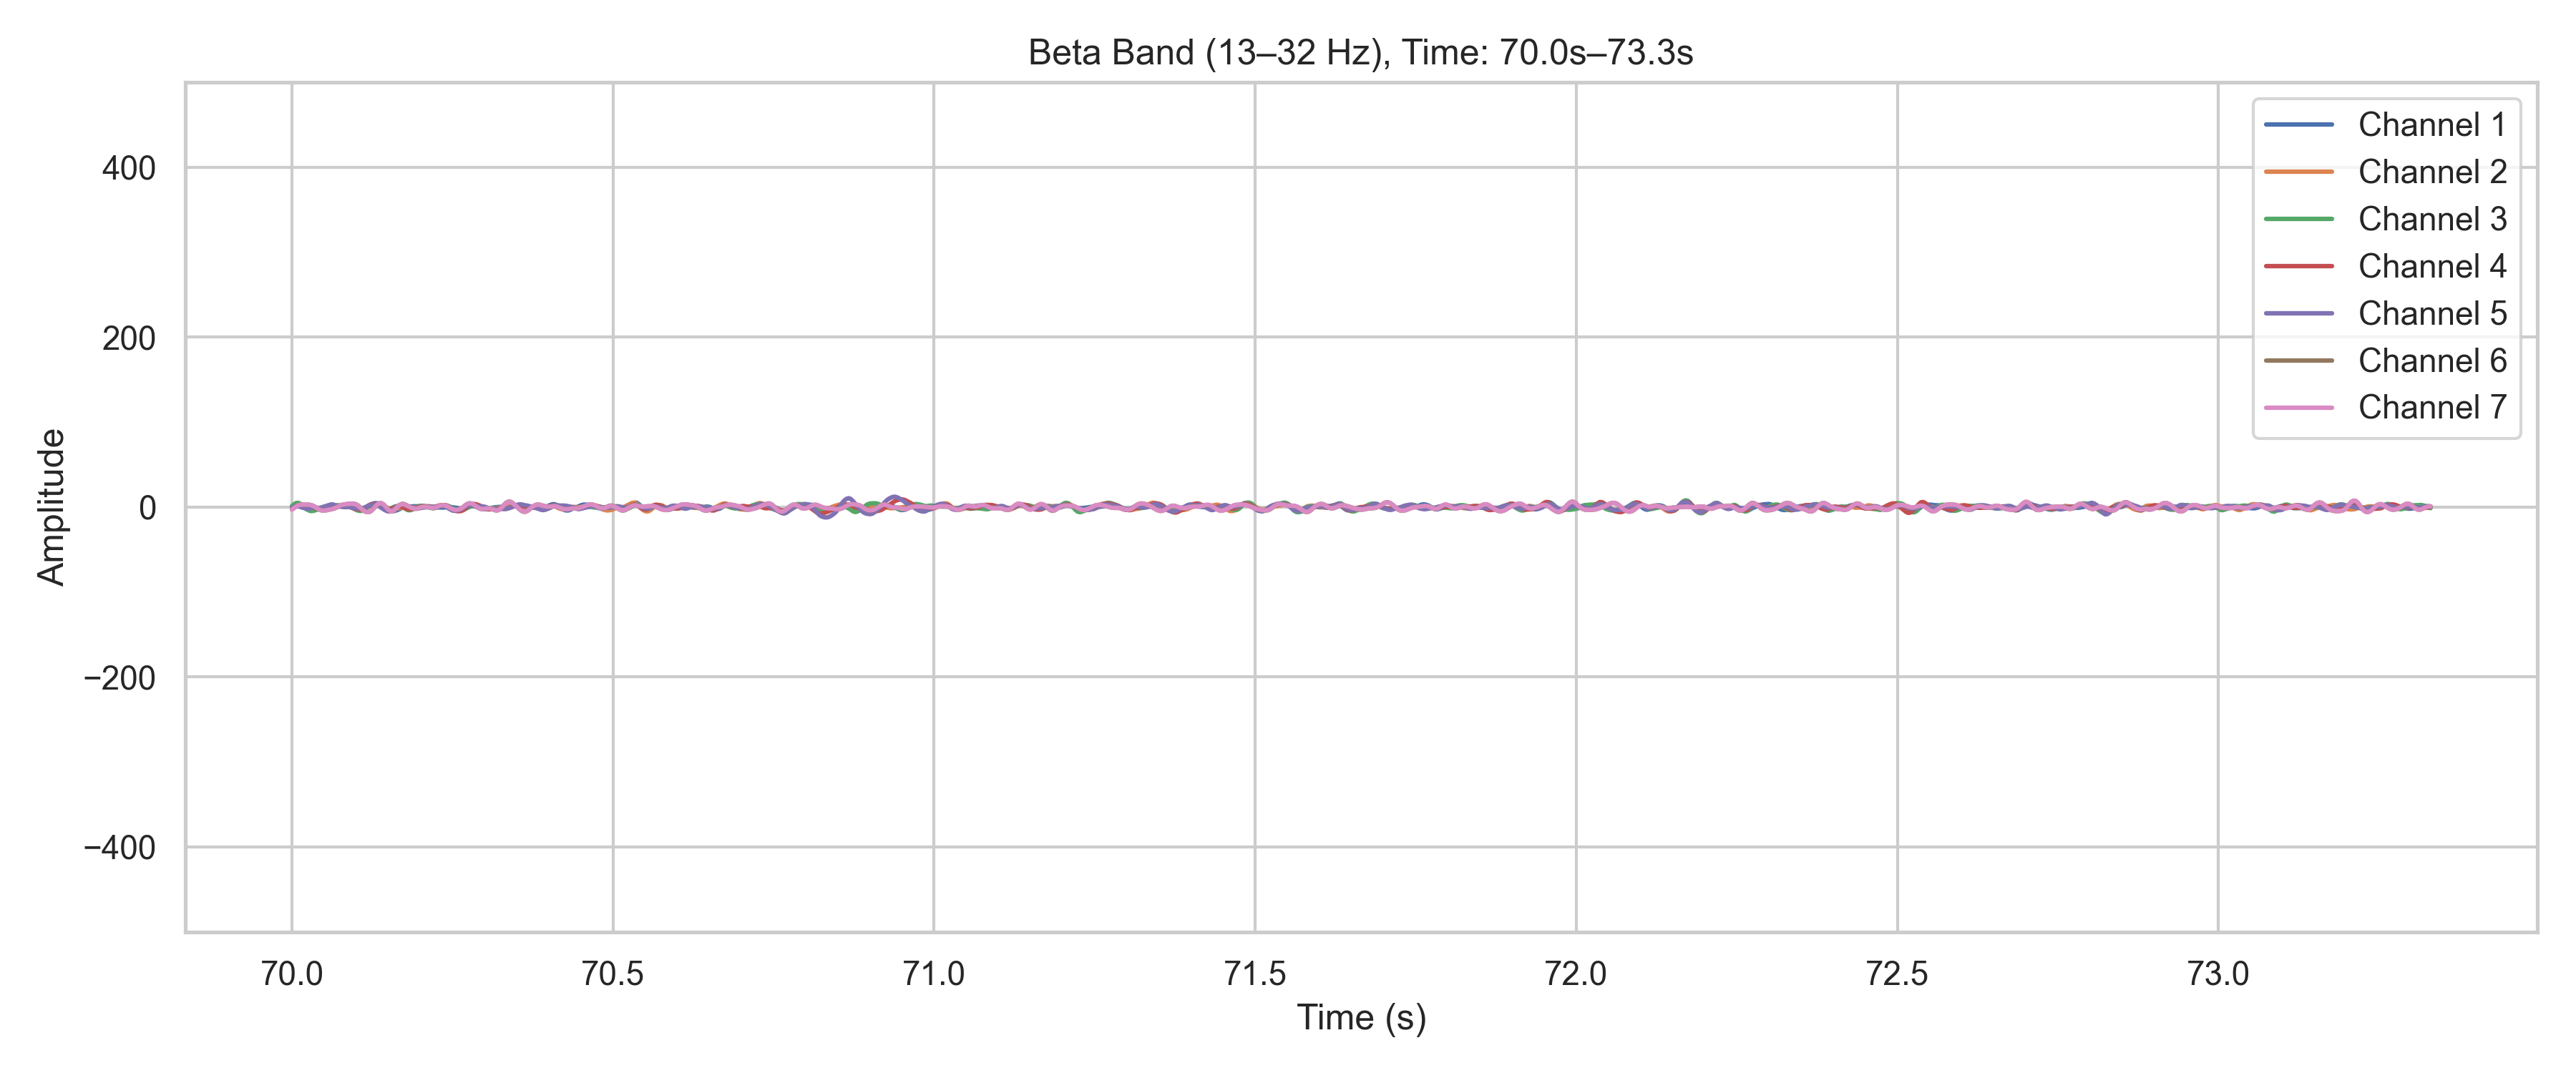 Beta Band (13–32 Hz), Time: 70.0s–73.3s
Channel 1
Channel 2
Channel 3
Channel 4
Channel 5
Channel 6
Channel 7
Amplitude
400
200
0
−200
−400
70.0 70.5 71.0 71.5 72.0 72.5 73.0
Time (s)